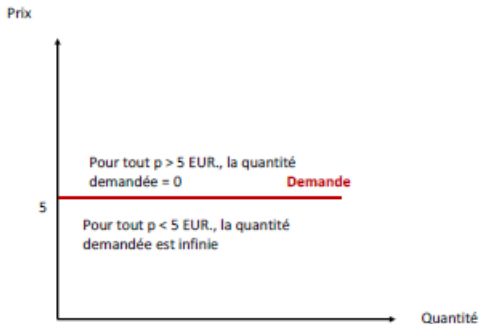 Prix
Pour tout p > 5 EUR., la quantité
demandée = 0
Demande
5
Pour tout p < 5 EUR., la quantité
demandée est infinie
Quantité